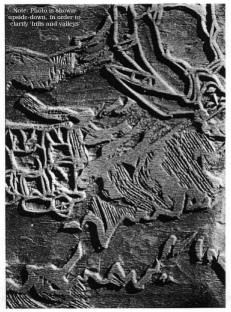 Note: Photo is shown
upside-down, in order to
clarify 'hills and valleys'